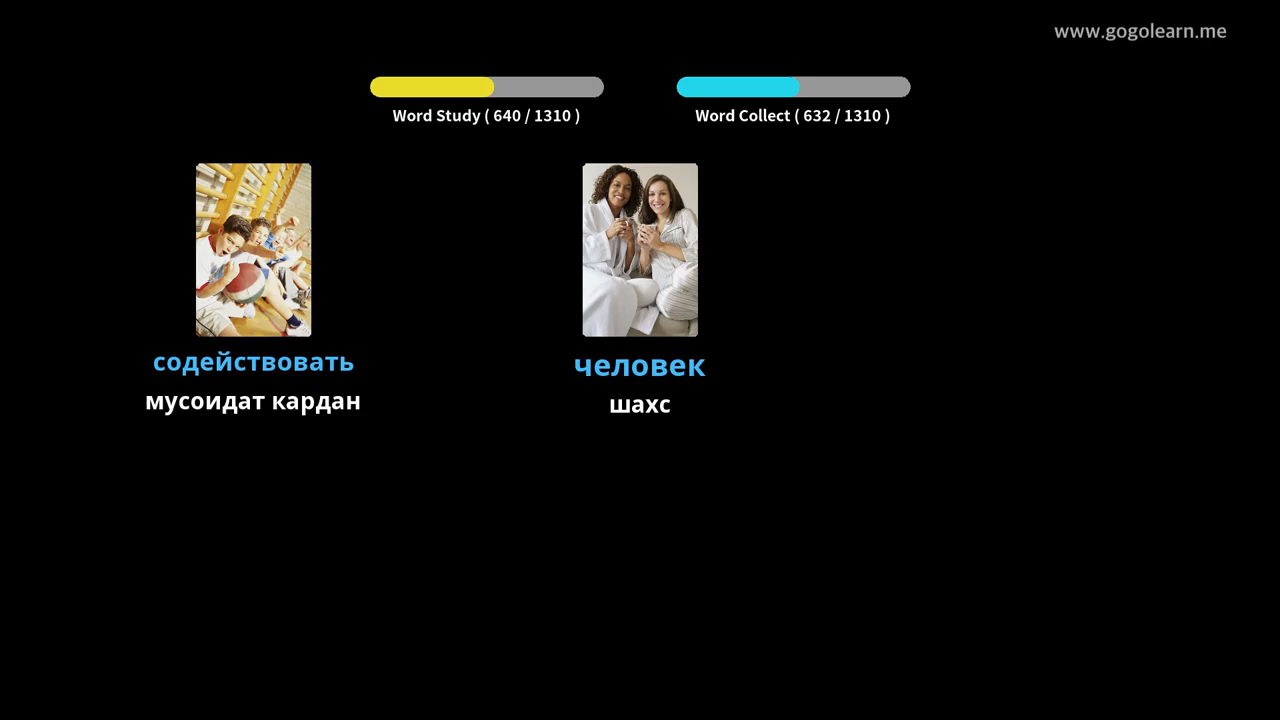 www.gogolearn.me
Word Study ( 640 / 1310 )
Word Collect ( 632 / 1310 )
содействовать
мусоидат кардан
человек
шахс